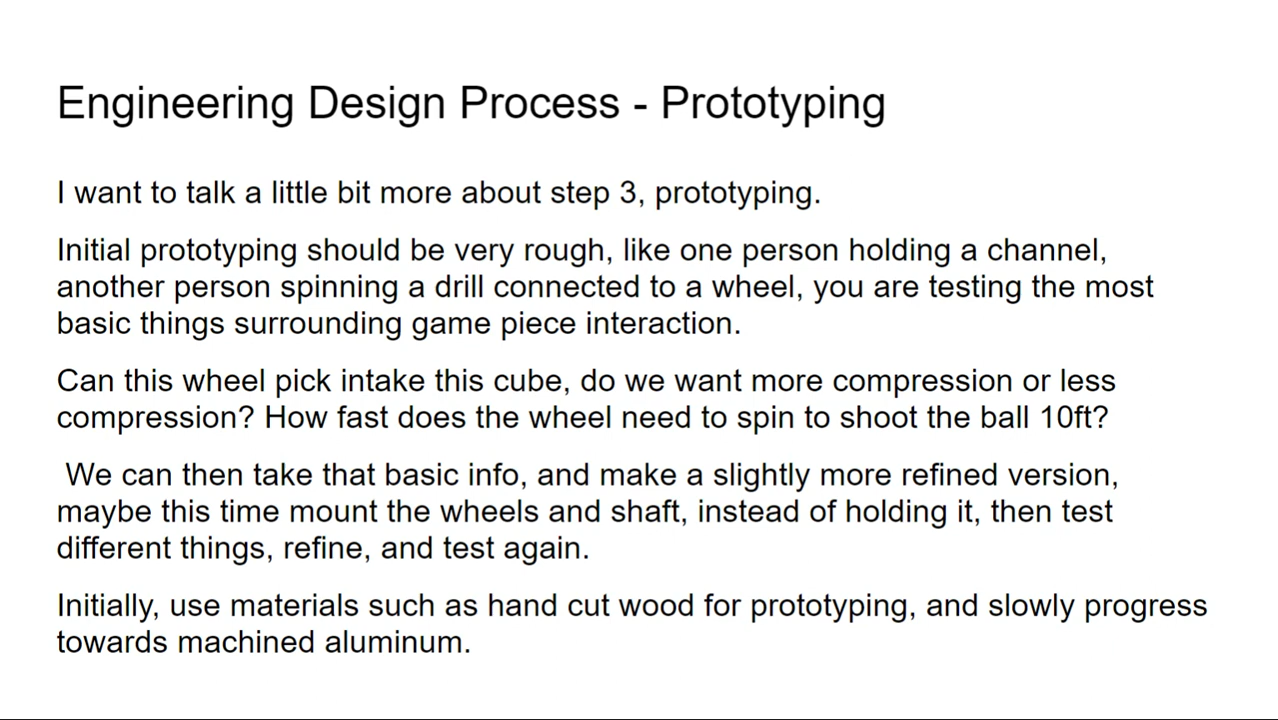 Engineering Design Process - Prototyping
I want to talk a little bit more about step 3, prototyping.
Initial prototyping should be very rough, like one person holding a channel,
another person spinning a drill connected to a wheel, you are testing the most
basic things surrounding game piece interaction.
Can this wheel pick intake this cube, do we want more compression or less
compression? How fast does the wheel need to spin to shoot the ball 10ft?
We can then take that basic info, and make a slightly more refined version,
maybe this time mount the wheels and shaft, instead of holding it, then test
different things, refine, and test again.
Initially, use materials such as hand cut wood for prototyping, and slowly progress
towards machined aluminum.